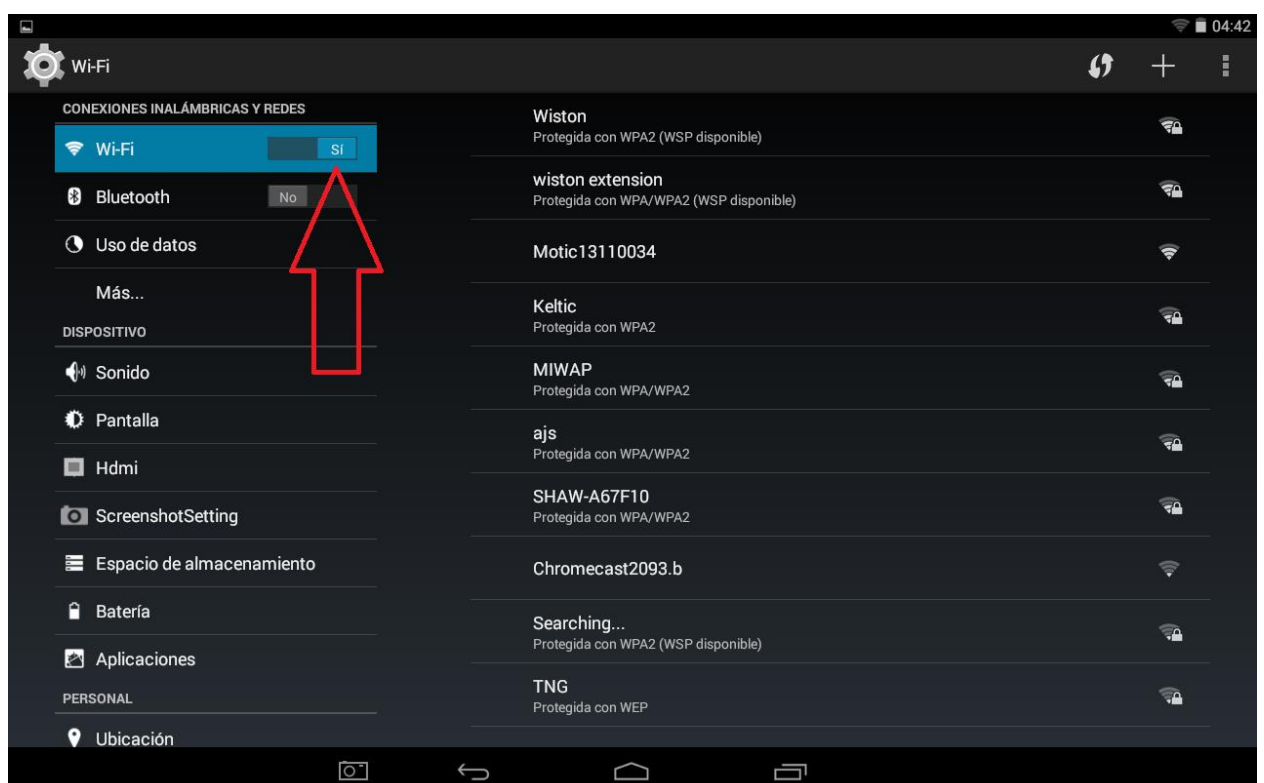 04:42
Wi-Fi
CONEXIONES INALÁMBRICAS Y REDES
Wi-Fi
Sí
Bluetooth
No
Uso de datos
Más...
DISPOSITIVO
Sonido
Pantalla
Hdmi
ScreenshotSetting
Espacio de almacenamiento
Batería
Aplicaciones
PERSONAL
Ubicación
Wiston
Protegida con WPA2 (WSP disponible)
wiston extension
Protegida con WPA/WPA2 (WSP disponible)
Motic13110034
Keltic
Protegida con WPA2
MIWAP
Protegida con WPA/WPA2
ajs
Protegida con WPA/WPA2
SHAW-A67F10
Protegida con WPA/WPA2
Chromecast2093.b
Searching...
Protegida con WPA2 (WSP disponible)
TNG
Protegida con WEP